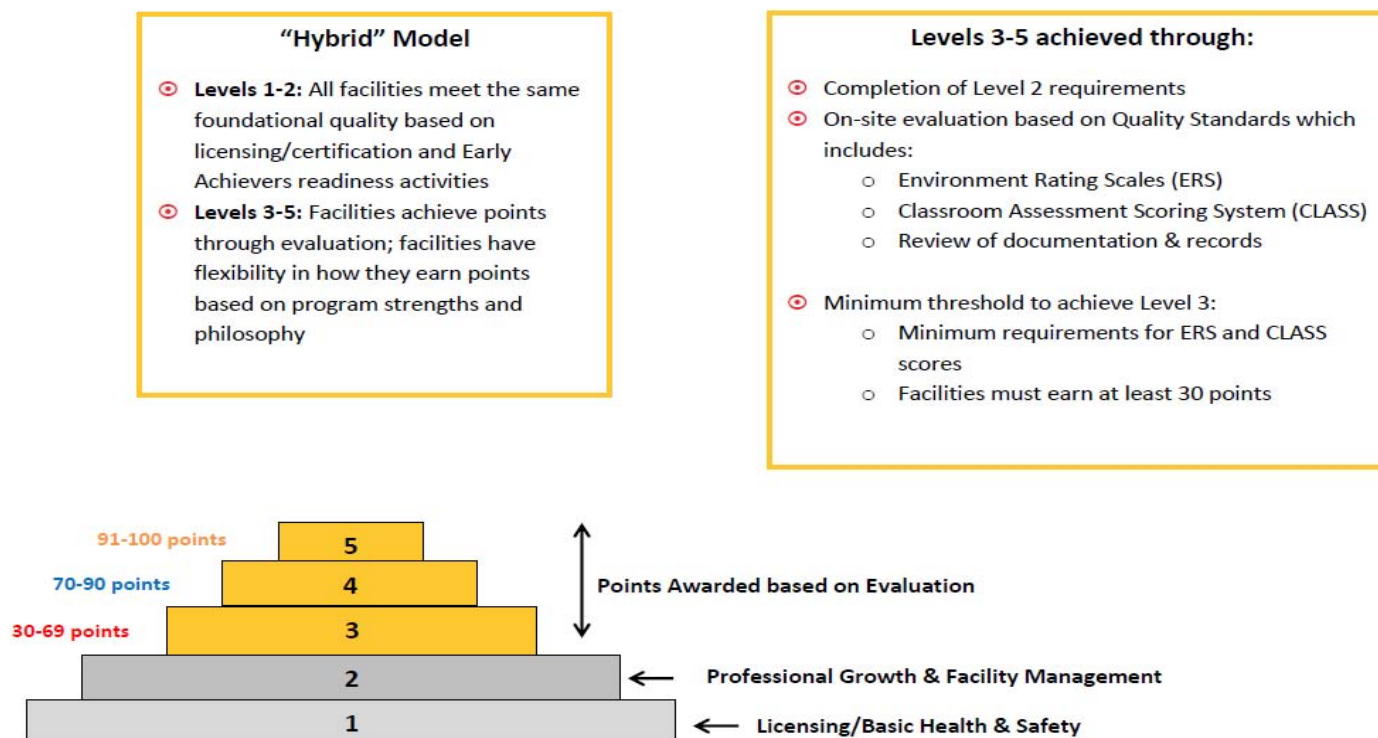 “Hybrid” Model
Levels 1-2: All facilities meet the same
foundational quality based on
licensing/certification and Early
Achievers readiness activities
Levels 3-5: Facilities achieve points
through evaluation; facilities have
flexibility in how they earn points
based on program strengths and
philosophy
Levels 3-5 achieved through:
Completion of Level 2 requirements
On-site evaluation based on Quality Standards which
includes:
o Environment Rating Scales (ERS)
o Classroom Assessment Scoring System (CLASS)
o Review of documentation & records
Minimum threshold to achieve Level 3:
o Minimum requirements for ERS and CLASS
scores
o Facilities must earn at least 30 points
91-100 points
5
70-90 points
4
Points Awarded based on Evaluation
30-69 points
3
2
Professional Growth & Facility Management
1
Licensing/Basic Health & Safety